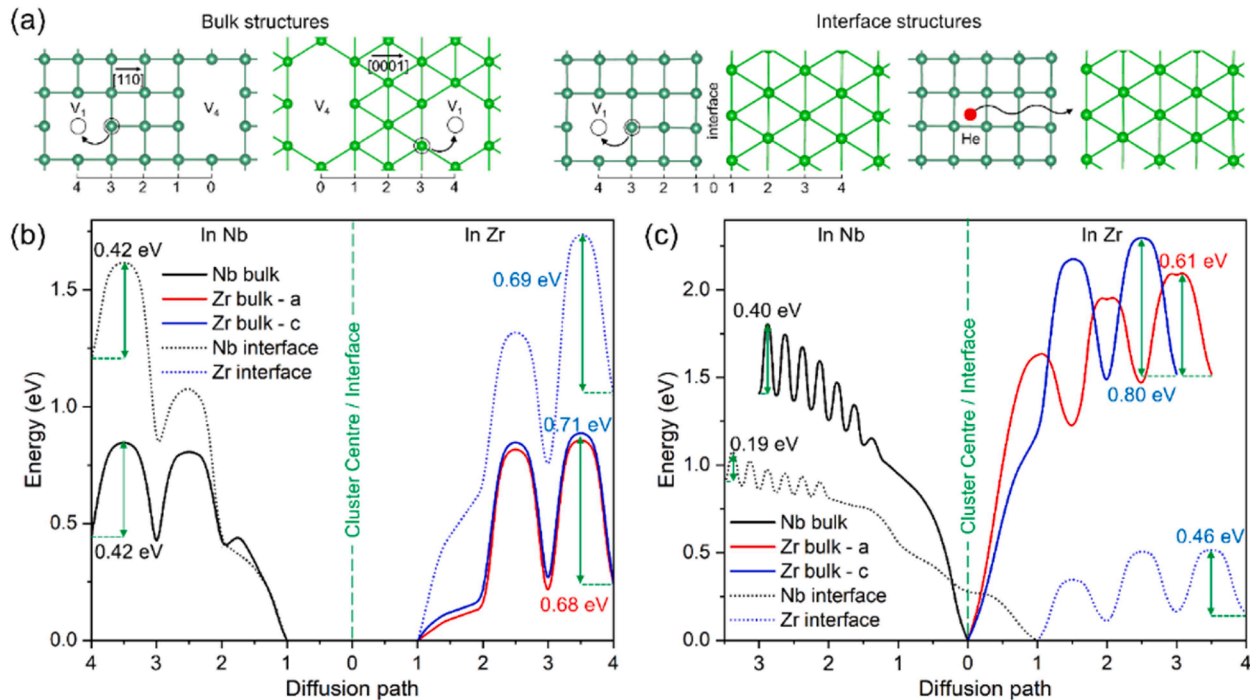 (a)
Bulk structures
Interface structures
[110]
V1
V4
4 3 2 1 0
[0001]
V4
V1
0 1 2 3 4
V1
interface
4 3 2 1 0 1 2 3 4
He
(b)
In Nb
In Zr
0.42 eV
0.69 eV
Nb bulk
Zr bulk - a
Zr bulk - c
Nb interface
Zr interface
0.71 eV
0.42 eV
0.68 eV
Cluster Centre / Interface
Energy (eV)
1.5
1.0
0.5
0.0
4 3 2 1 0 1 2 3 4
Diffusion path
(c)
In Nb
In Zr
0.61 eV
0.40 eV
0.80 eV
0.19 eV
Nb bulk
Zr bulk - a
Zr bulk - c
Nb interface
Zr interface
0.46 eV
Cluster Centre / Interface
Energy (eV)
2.0
1.5
1.0
0.5
0.0
3 2 1 0 1 2 3 4
Diffusion path